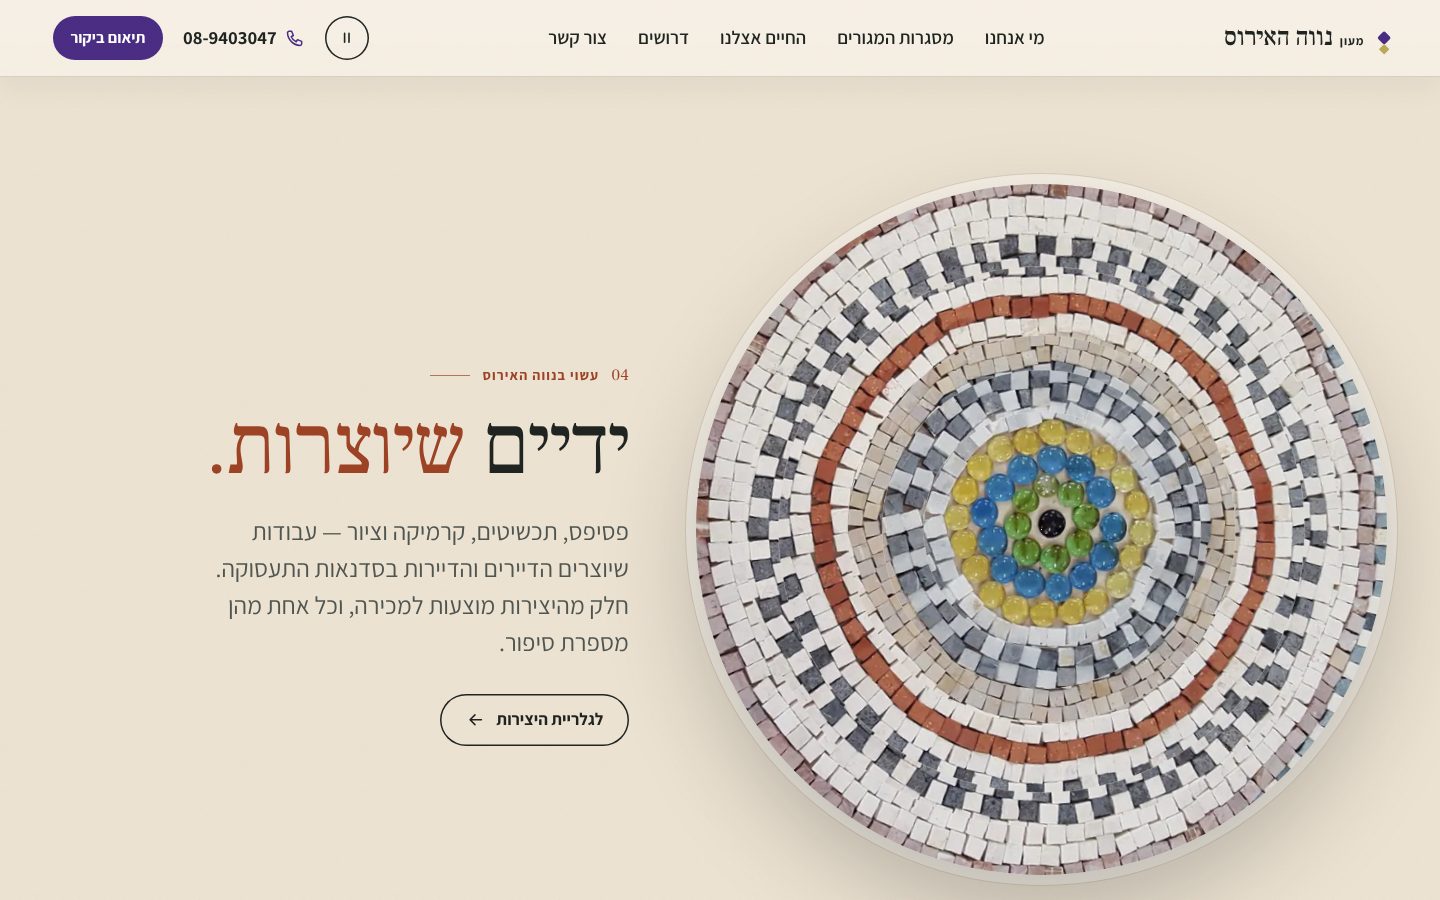 מעון נווה האירוס
מי אנחנו
מסגרות המגורים
החיים אצלנו
דרושים
צור קשר
08-9403047
תיאום ביקור
04 עשוי בנווה האירוס
ידיים שיוצרות.
פסיפס, תכשיטים, קרמיקה וציור — עבודות
שיוצרים הדיירים והדיירות בסדנאות התעסוקה.
חלק מהיצירות מוצעות למכירה, וכל אחת מהן
מספרת סיפור.
לגלריית היצירות ←